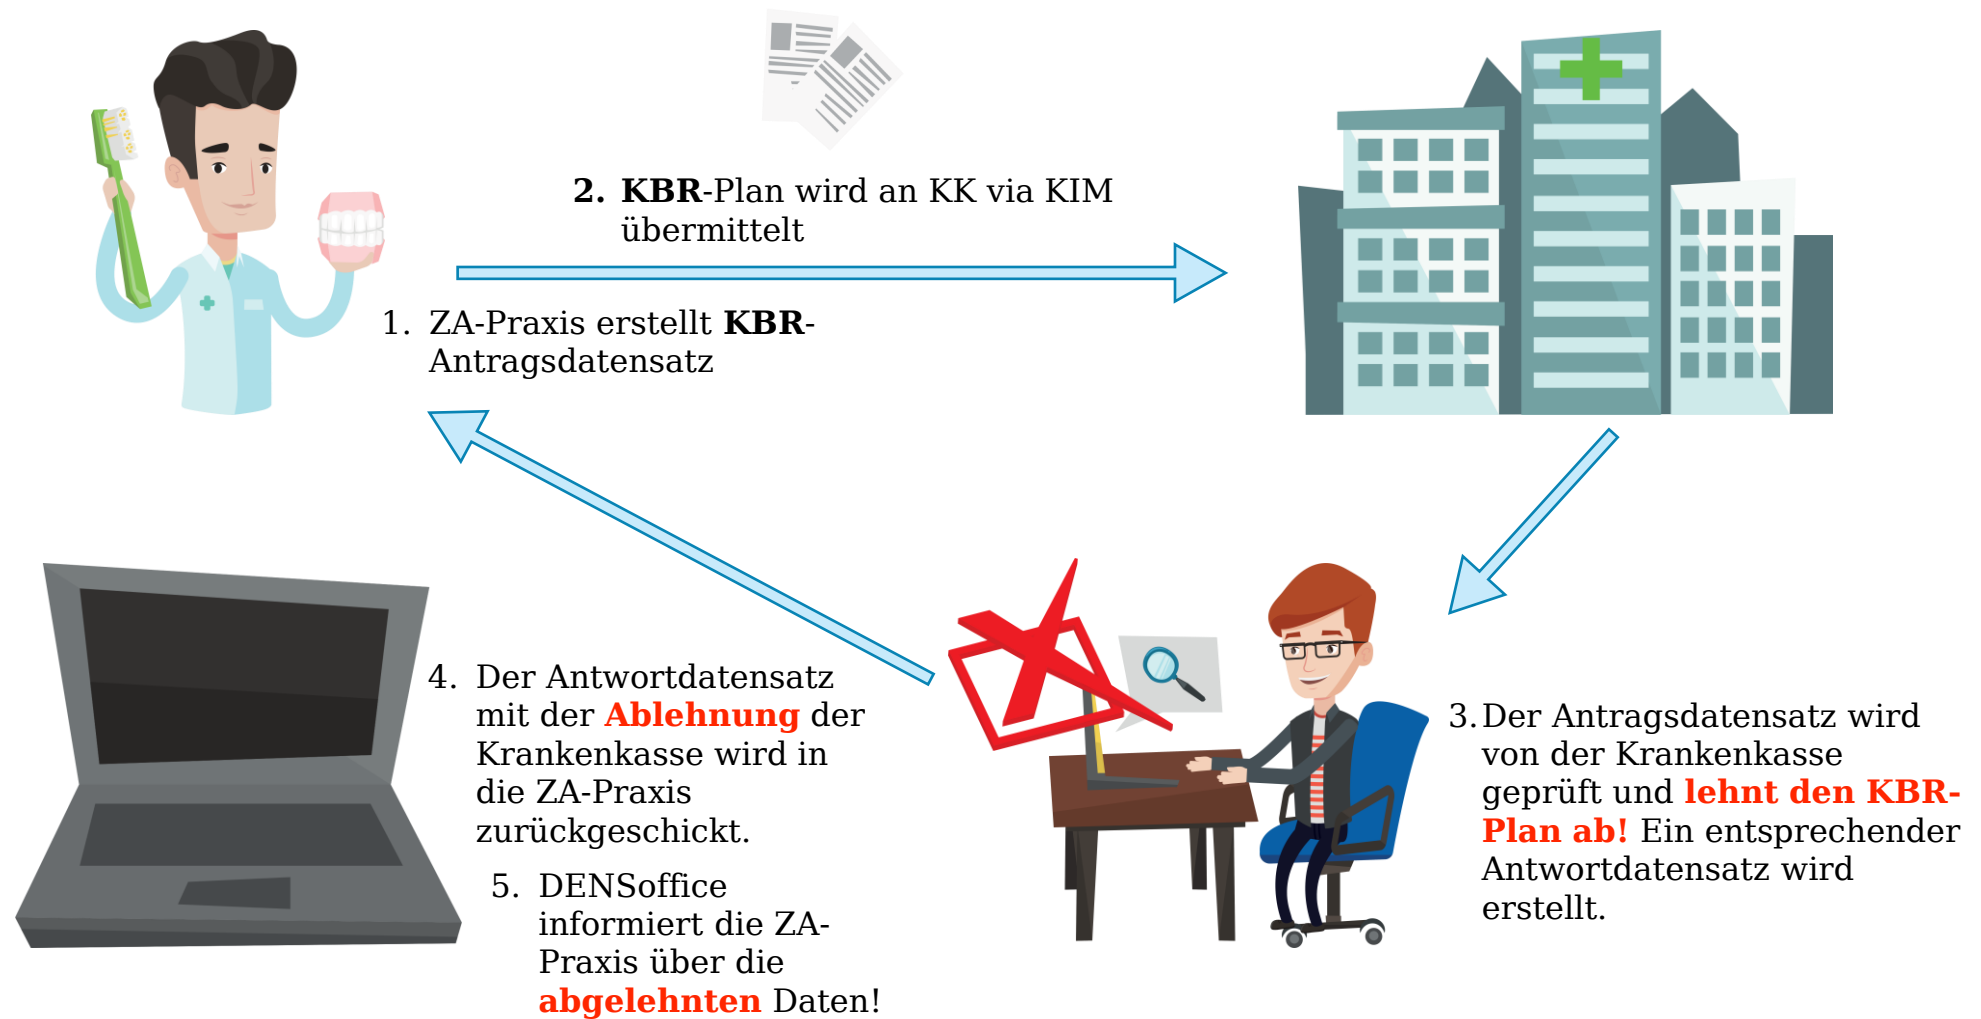 2. KBR-Plan wird an KK via KIM
übermittelt
1. ZA-Praxis erstellt KBR-
Antragsdatensatz
4. Der Antwortdatensatz
mit der Ablehnung der
Krankenkasse wird in
die ZA-Praxis
zurückgeschickt.
5. DENSoffice
informiert die ZA-
Praxis über die
abgelehnten Daten!
3. Der Antragsdatensatz wird
von der Krankenkasse
geprüft und lehnt den KBR-
Plan ab! Ein entsprechender
Antwortdatensatz wird
erstellt.